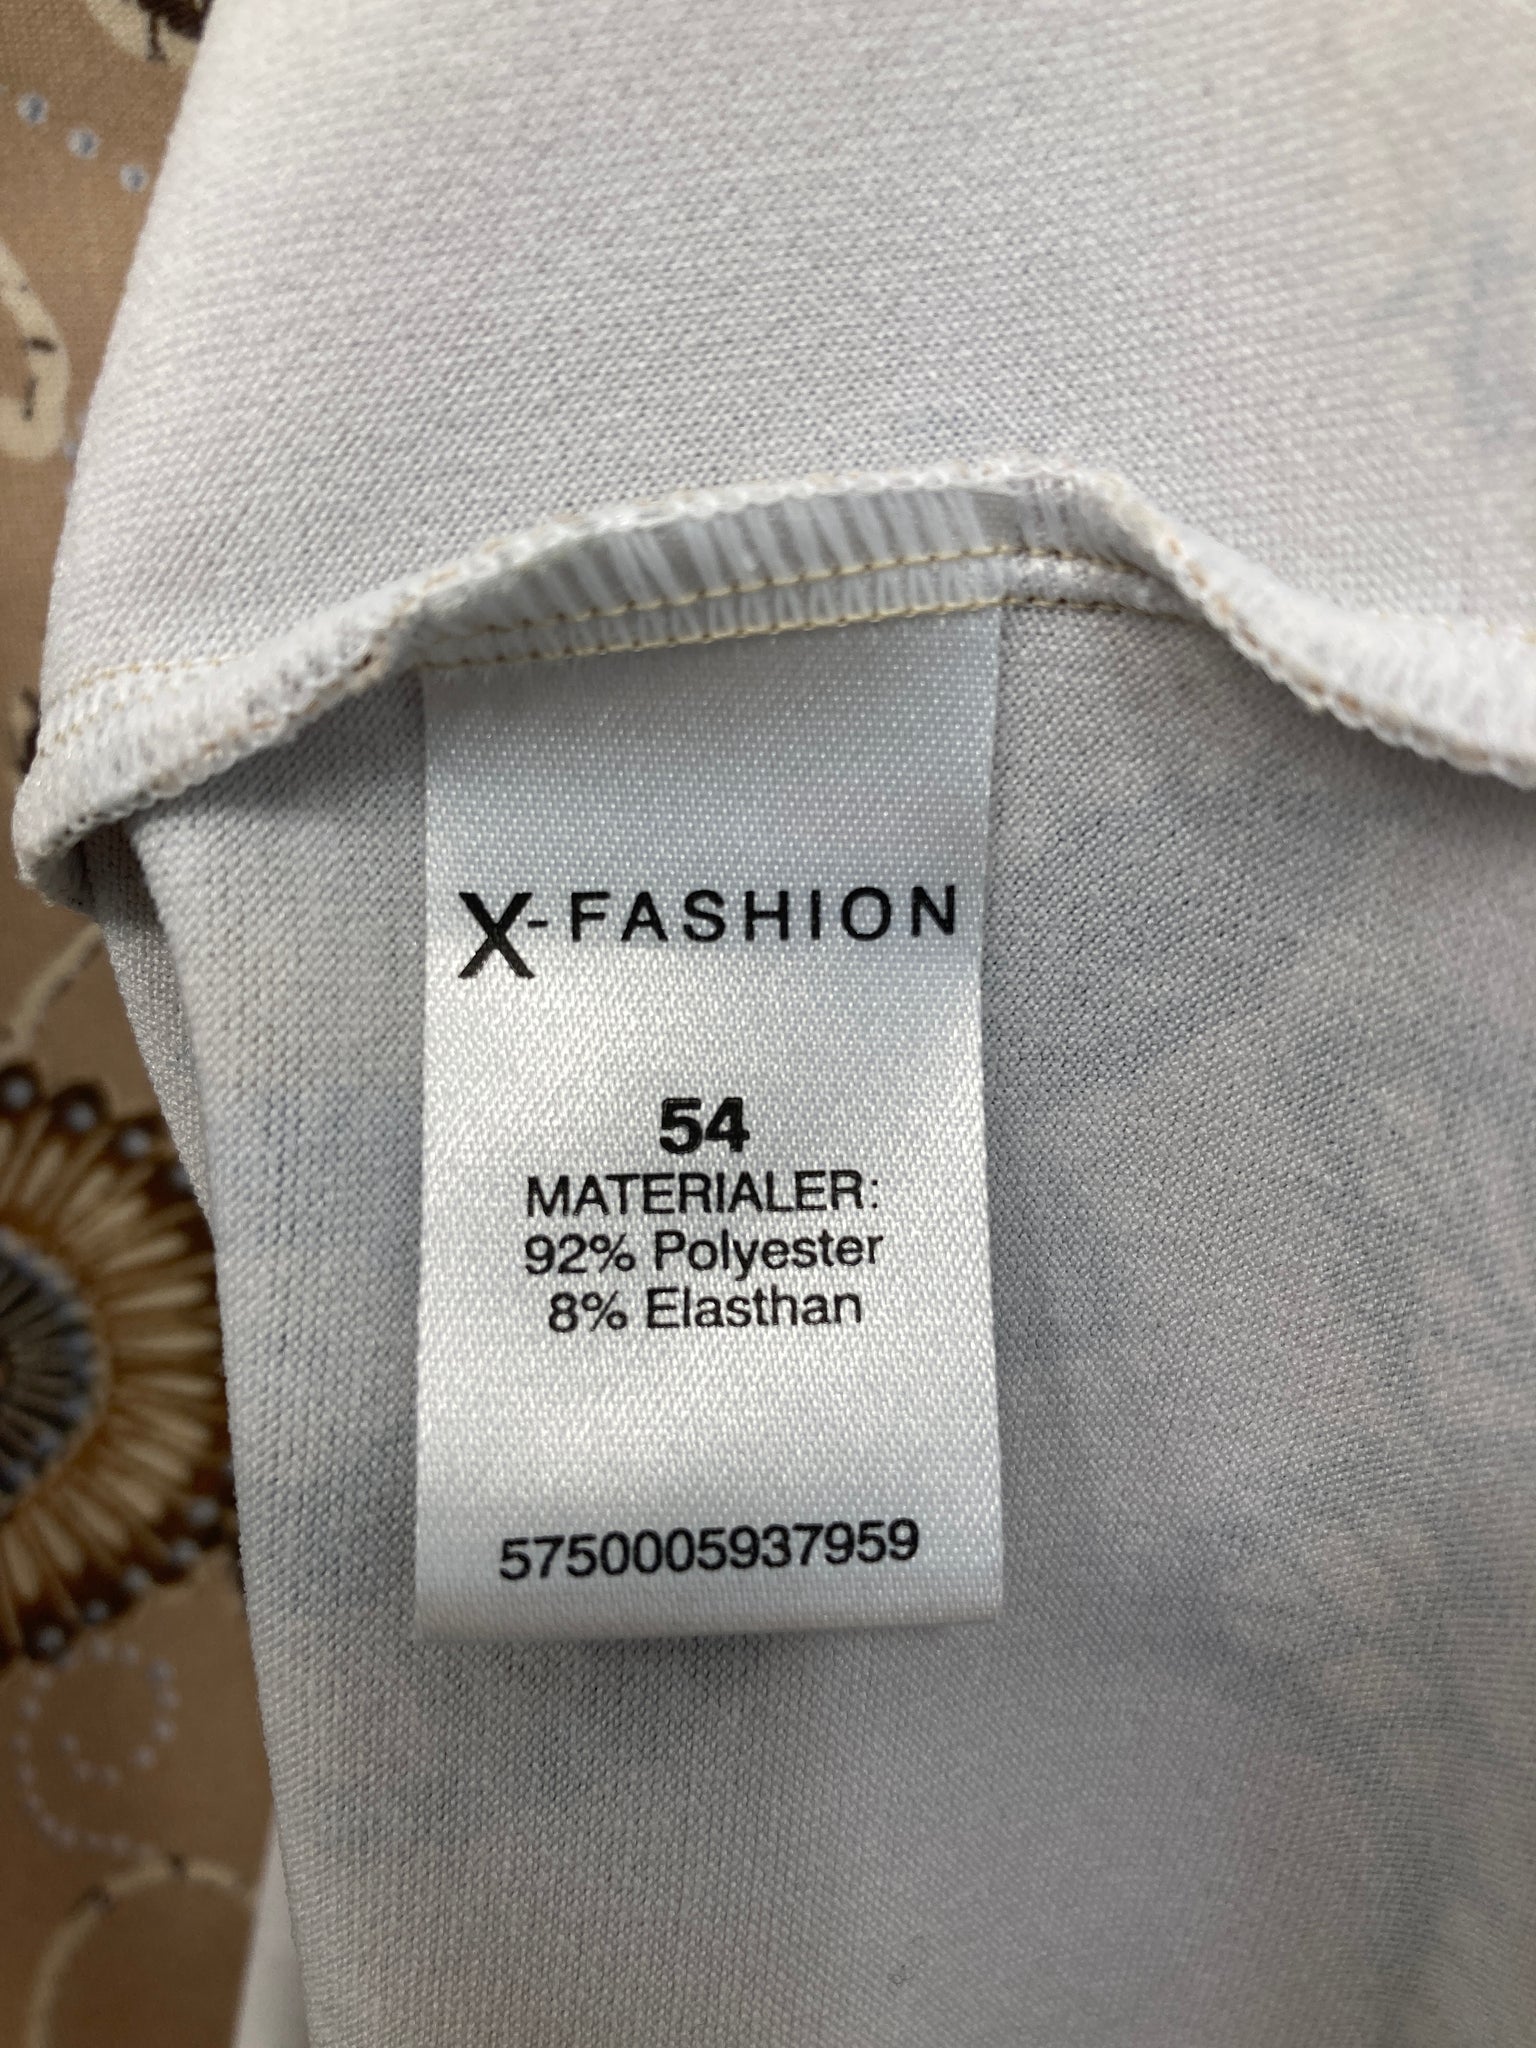 X-FASHION
54
MATERIALER:
92% Polyester
8% Elasthan
5750005937959